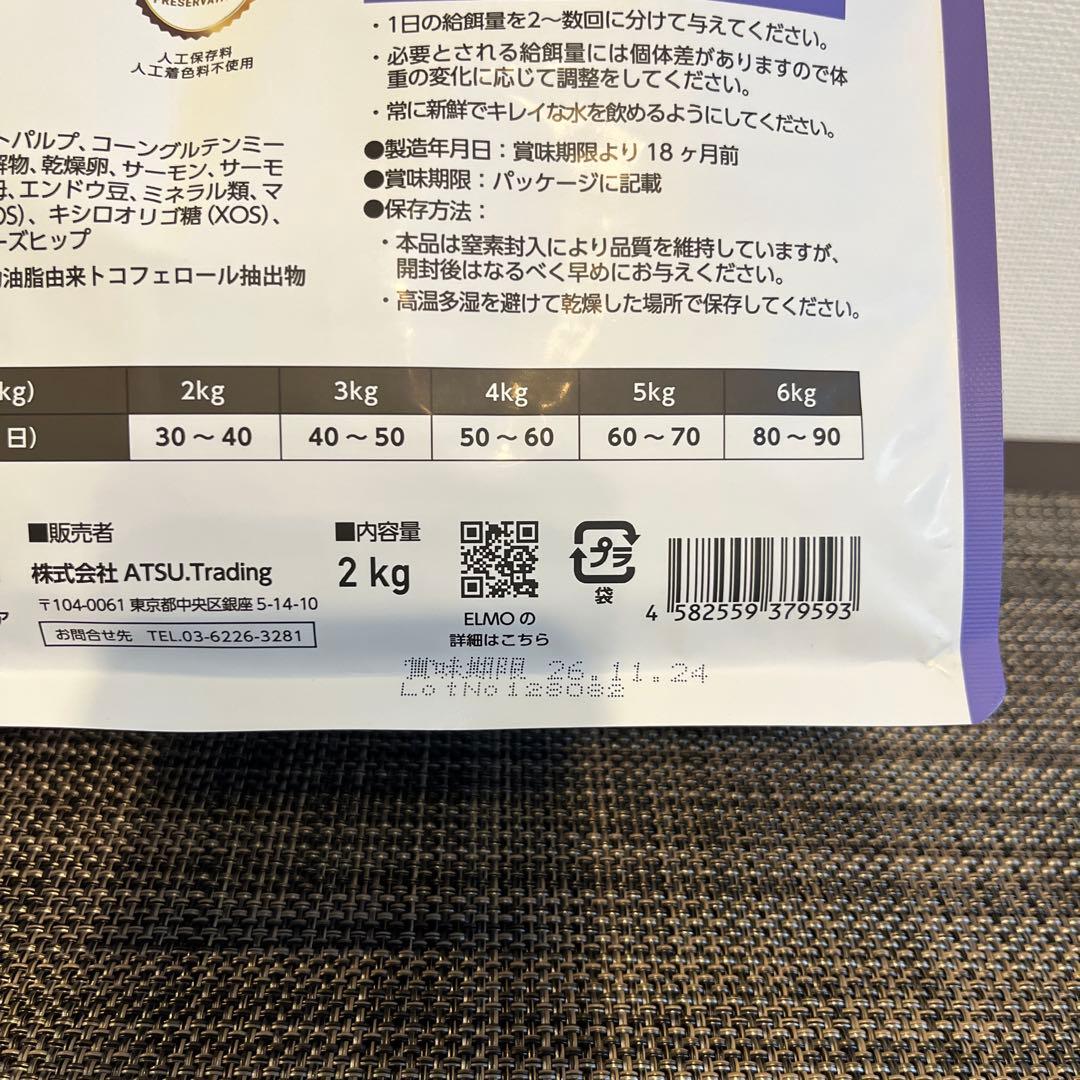 PRESERVATIV
人工保存料
人工着色料不使用
・1日の給餌量を2〜数回に分けて与えてください。
・必要とされる給餌量には個体差がありますので体
重の変化に応じて調整をしてください。
・常に新鮮でキレイな水を飲めるようにしてください。
トパルプ、コーングルテンミー
解物、乾燥卵、サーモン、サーモ
母、エンドウ豆、ミネラル類、マ
OS)、キシロオリゴ糖(XOS)、
ーズヒップ
油脂由来トコフェロール抽出物
●製造年月日：賞味期限より18ヶ月前
●賞味期限：パッケージに記載
●保存方法：
・本品は窒素封入により品質を維持していますが、
開封後はなるべく早めにお与えください。
・高温多湿を避けて乾燥した場所で保存してください。
kg) 2kg 3kg 4kg 5kg 6kg
日) 30〜40 40〜50 50〜60 60〜70 80〜90
■販売者
株式会社 ATSU.Trading
〒104-0061 東京都中央区銀座 5-14-10
お問合せ先 TEL.03-6226-3281
■内容量
2 kg
ELMO の
詳細はこちら
プラ
袋
4 582559 379593
賞味期限 26.11.24
LotNo128082